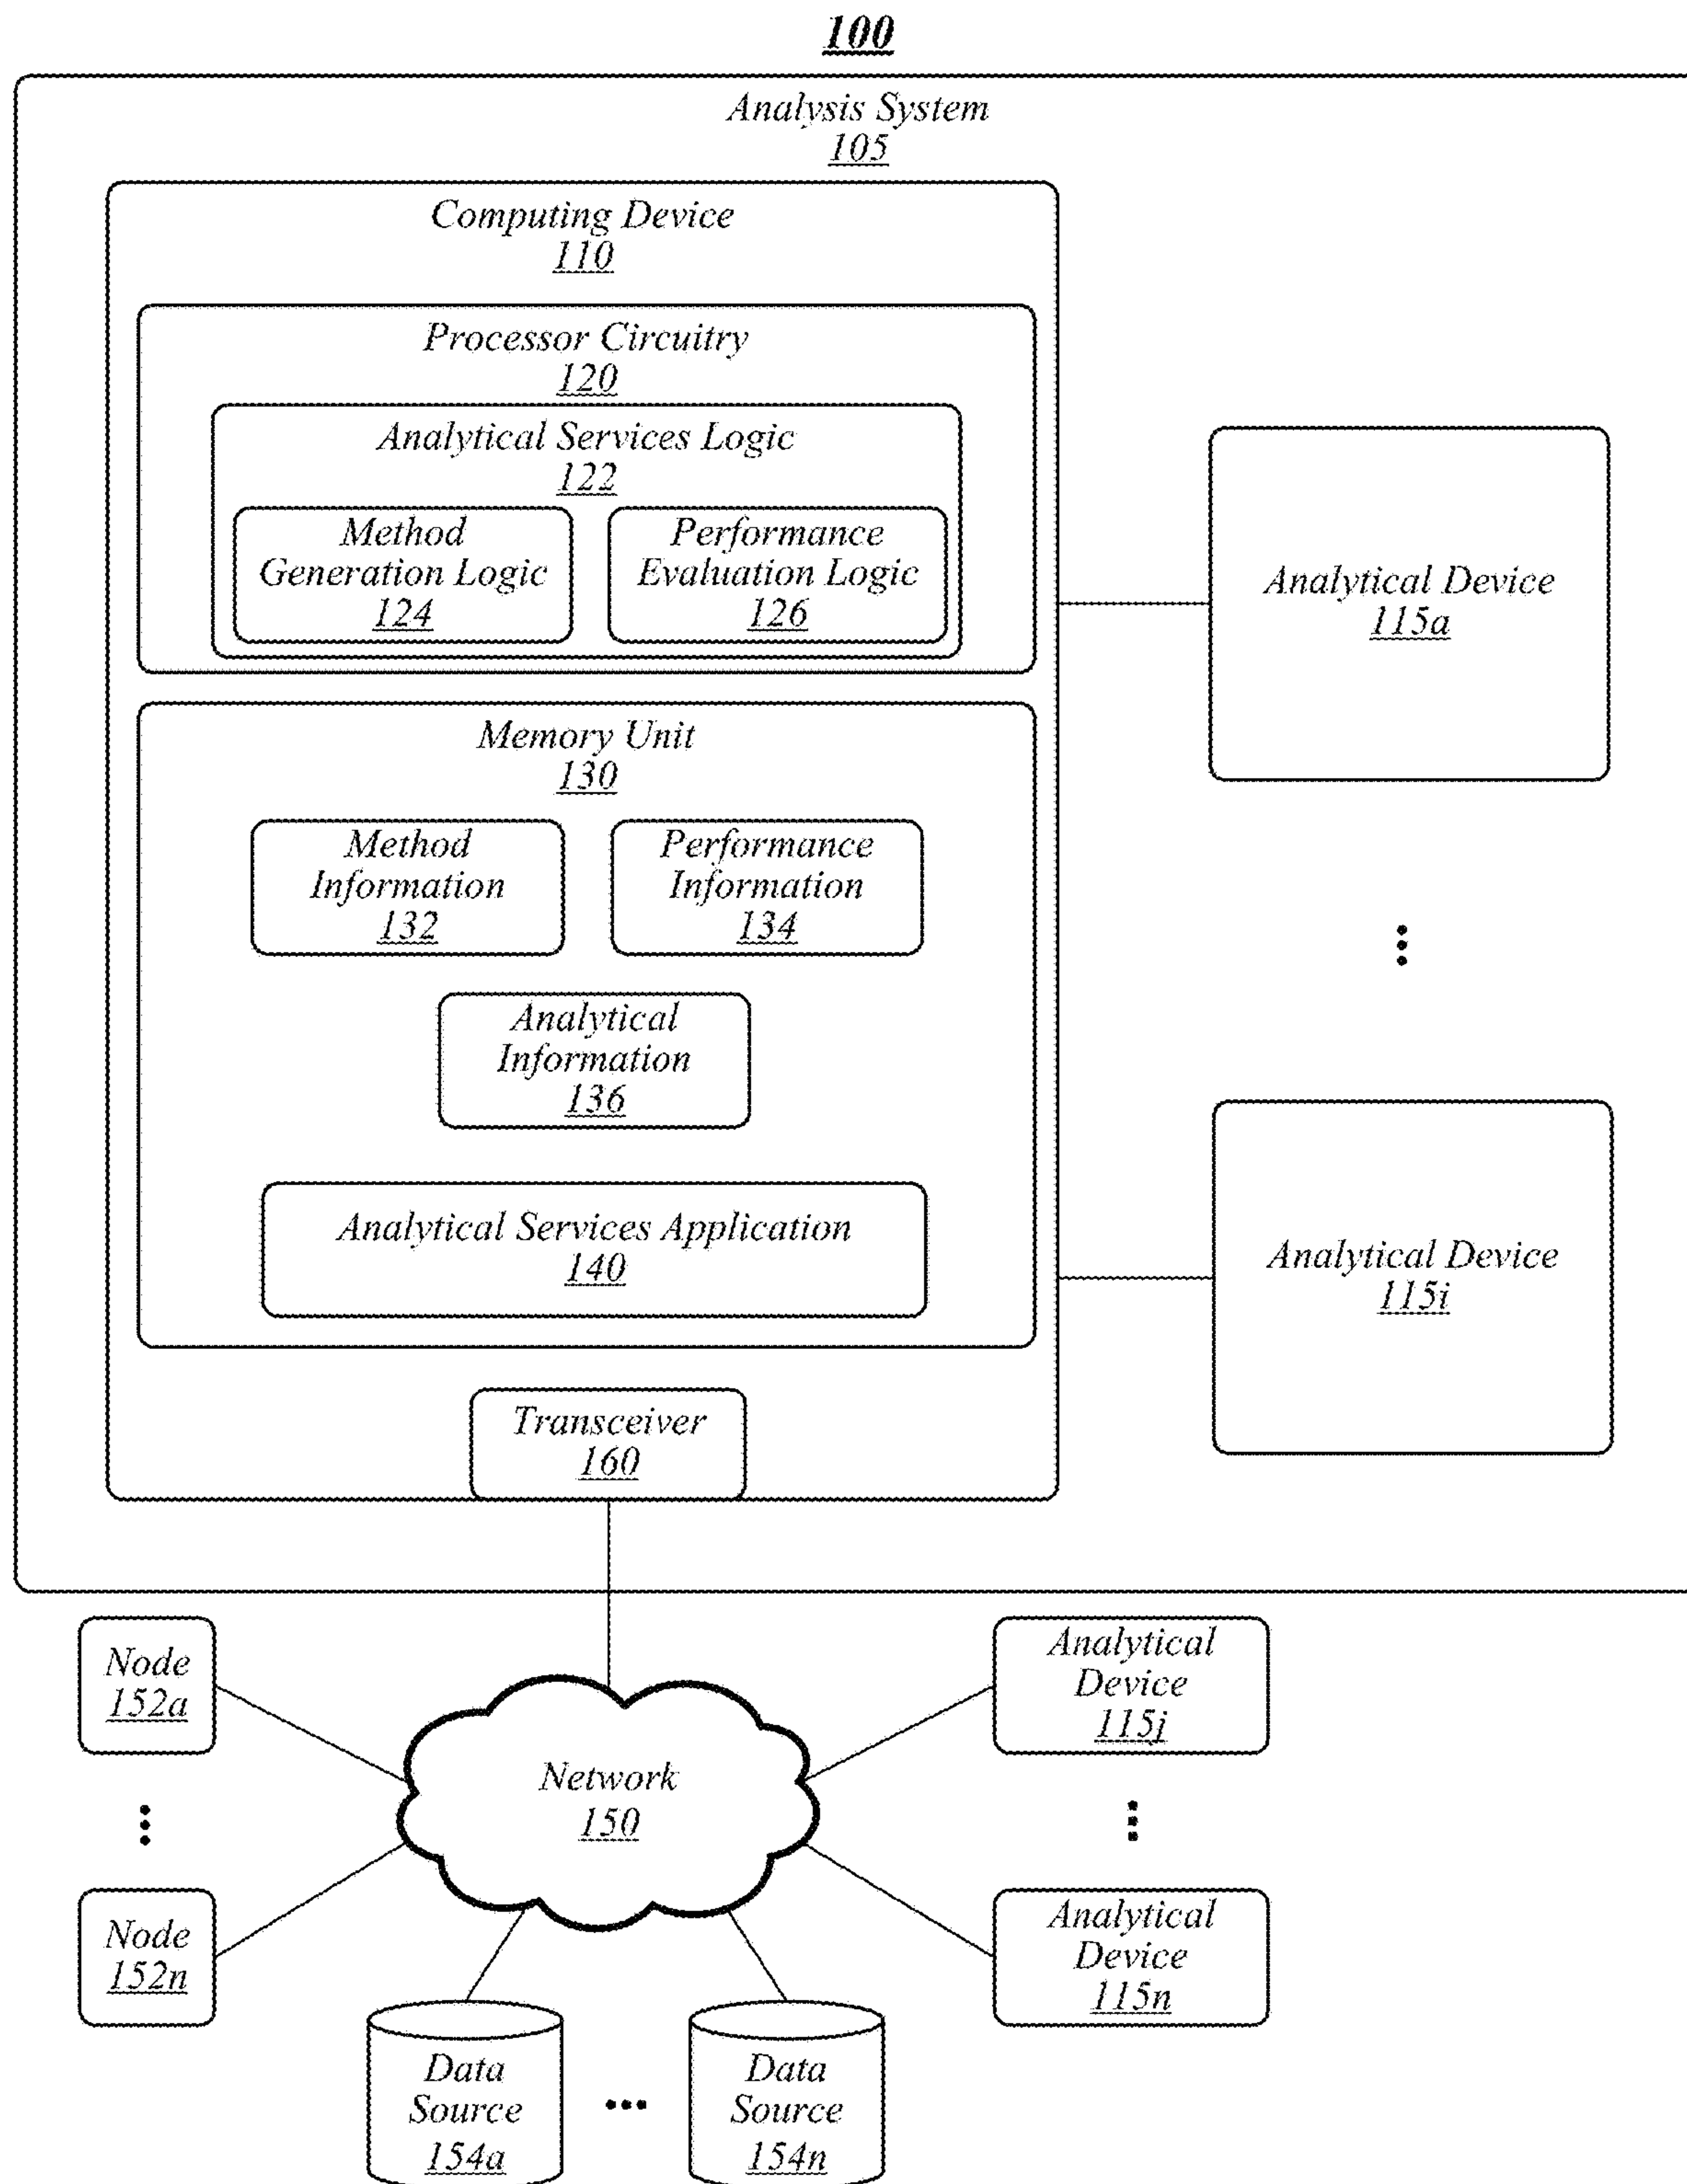 100
Analysis System
105
Computing Device
110
Processor Circuitry
120
Analytical Services Logic
122
Method
Generation Logic
124
Performance
Evaluation Logic
126
Analytical Device
115a
Memory Unit
130
Method
Information
132
Performance
Information
134
Analytical
Information
136
Analytical Services Application
140
Analytical Device
115i
Transceiver
160
Node
152a
Node
152n
Network
150
Analytical
Device
115j
Analytical
Device
115n
Data
Source
154a
Data
Source
154n